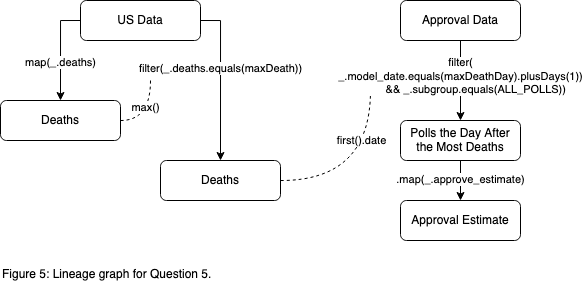 US Data
Approval Data
map(_.deaths)
filter(_.deaths.equals(maxDeath))
filter(
_.model_date.equals(maxDeathDay).plusDays(1))
&& _.subgroup.equals(ALL_POLLS))
Deaths
max()
first().date
Polls the Day After
the Most Deaths
Deaths
.map(_.approve_estimate)
Approval Estimate
Figure 5: Lineage graph for Question 5.